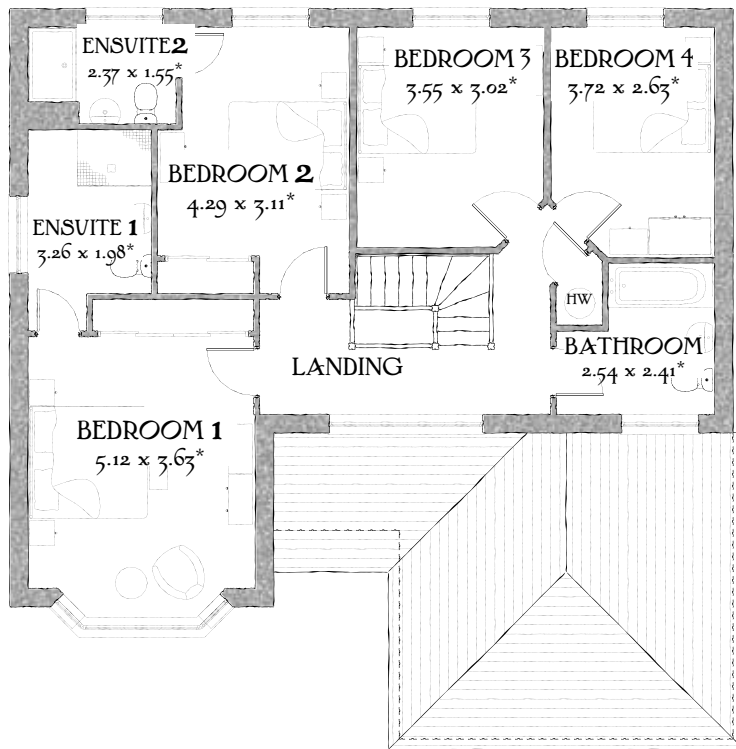 ENSUITE 2
2.37 x 1.55*
BEDROOM 3
3.55 x 3.02*
BEDROOM 4
3.72 x 2.63*
BEDROOM 2
4.29 x 3.11*
ENSUITE 1
3.26 x 1.98*
HW
BATHROOM
2.54 x 2.41*
LANDING
BEDROOM 1
5.12 x 3.63*